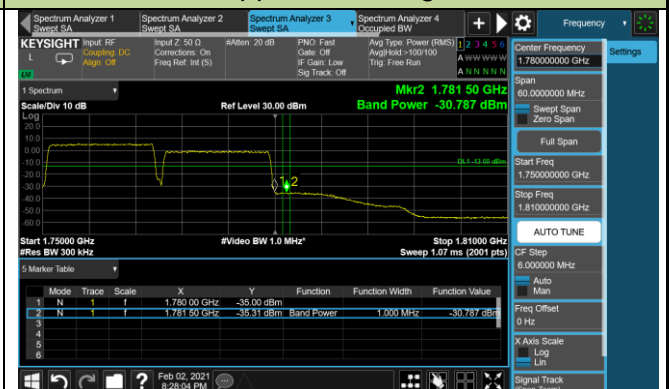 Spectrum Analyzer 1
Swept SA
Spectrum Analyzer 2
Swept SA
Spectrum Analyzer 3
Swept SA
Spectrum Analyzer 4
Occupied BW
Frequency
KEYSIGHT
L
Input: RF
Coupling: DC
Align: Off
Input Z: 50 Ω
Corrections: On
Freq Ref: Int (S)
#Atten: 20 dB
PNO: Fast
Gate: Off
IF Gain: Low
Sig Track: Off
Avg Type: Power (RMS)
Avg|Hold:>100/100
Trig: Free Run
1 2 3 4 5 6
A W W W W W
A N N N N N
Center Frequency
1.780000000 GHz
Settings
Span
60.0000000 MHz
Swept Span
Zero Span
Full Span
Start Freq
1.750000000 GHz
Stop Freq
1.810000000 GHz
AUTO TUNE
CF Step
6.000000 MHz
Auto
Man
Freq Offset
0 Hz
X Axis Scale
Log
Lin
Signal Track
1 Spectrum
Scale/Div 10 dB
Ref Level 30.00 dBm
Mkr2 1.781 50 GHz
Band Power -30.787 dBm
Log
20.0
10.0
0.00
-10.0
-20.0
-30.0
-40.0
-50.0
-60.0
DL1 -13.00 dBm
1 2
Start 1.75000 GHz
#Res BW 300 kHz
#Video BW 1.0 MHz*
Stop 1.81000 GHz
Sweep 1.07 ms (2001 pts)
5 Marker Table
Mode Trace Scale X Y Function Function Width Function Value
1 N 1 f 1.780 00 GHz -35.00 dBm
2 N 1 f 1.781 50 GHz -35.31 dBm Band Power 1.000 MHz -30.787 dBm
3
4
5
6
?
Feb 02, 2021
8:28:04 PM